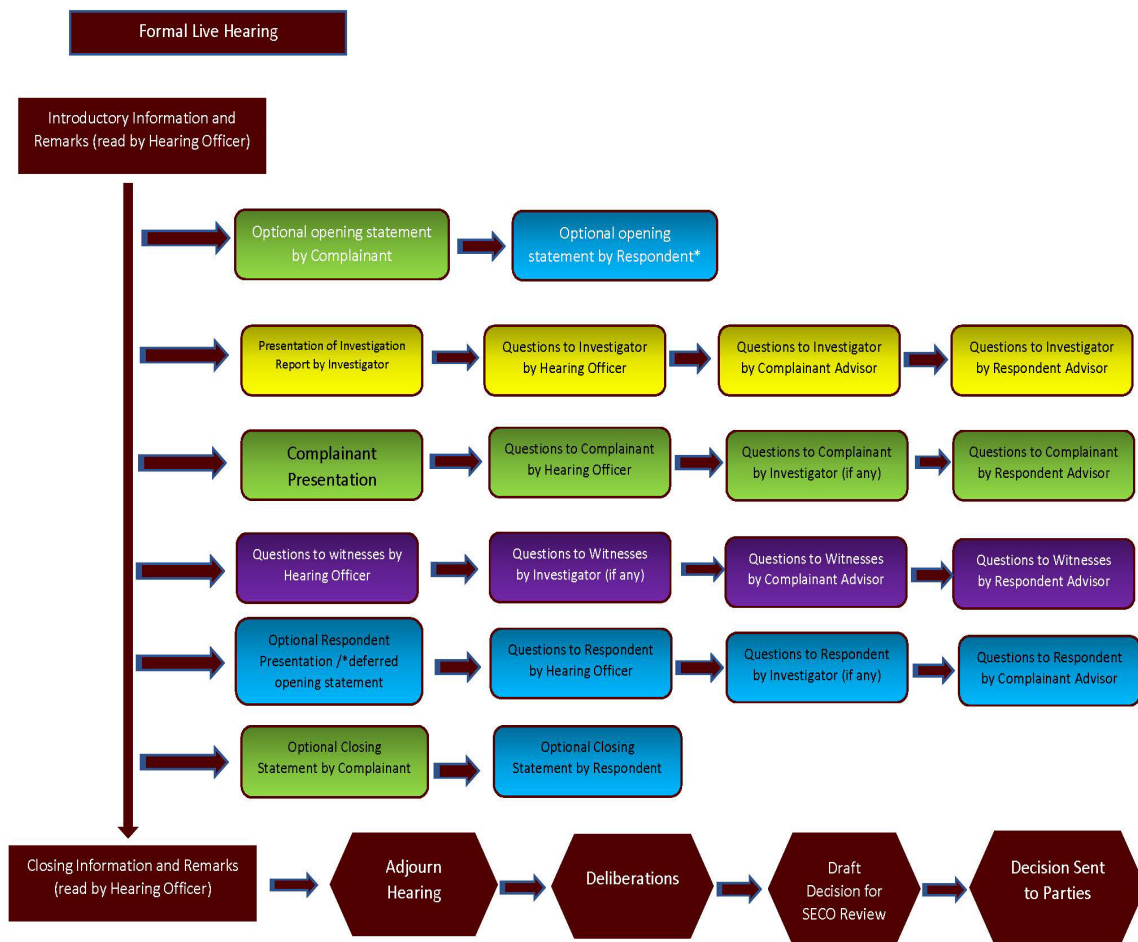 Formal Live Hearing
Introductory Information and
Remarks (read by Hearing Officer)
Optional opening statement
by Complainant
Optional opening
statement by Respondent*
Presentation of Investigation
Report by Investigator
Questions to Investigator
by Hearing Officer
Questions to Investigator
by Complainant Advisor
Questions to Investigator
by Respondent Advisor
Complainant
Presentation
Questions to Complainant
by Hearing Officer
Questions to Complainant
by Investigator (if any)
Questions to Complainant
by Respondent Advisor
Questions to witnesses by
Hearing Officer
Questions to Witnesses
by Investigator (if any)
Questions to Witnesses
by Complainant Advisor
Questions to Witnesses
by Respondent Advisor
Optional Respondent
Presentation /*deferred
opening statement
Questions to Respondent
by Hearing Officer
Questions to Respondent
by Investigator (if any)
Questions to Respondent
by Complainant Advisor
Optional Closing
Statement by Complainant
Optional Closing
Statement by Respondent
Closing Information and Remarks
(read by Hearing Officer)
Adjourn
Hearing
Deliberations
Draft
Decision for
SECO Review
Decision Sent
to Parties